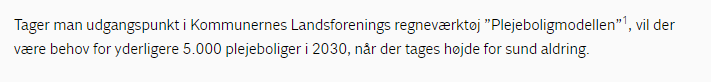 Tager man udgangspunkt i Kommunernes Landsforenings regneværktøj ”Plejeboligmodellen”¹, vil der
være behov for yderligere 5.000 plejeboliger i 2030, når der tages højde for sund aldring.